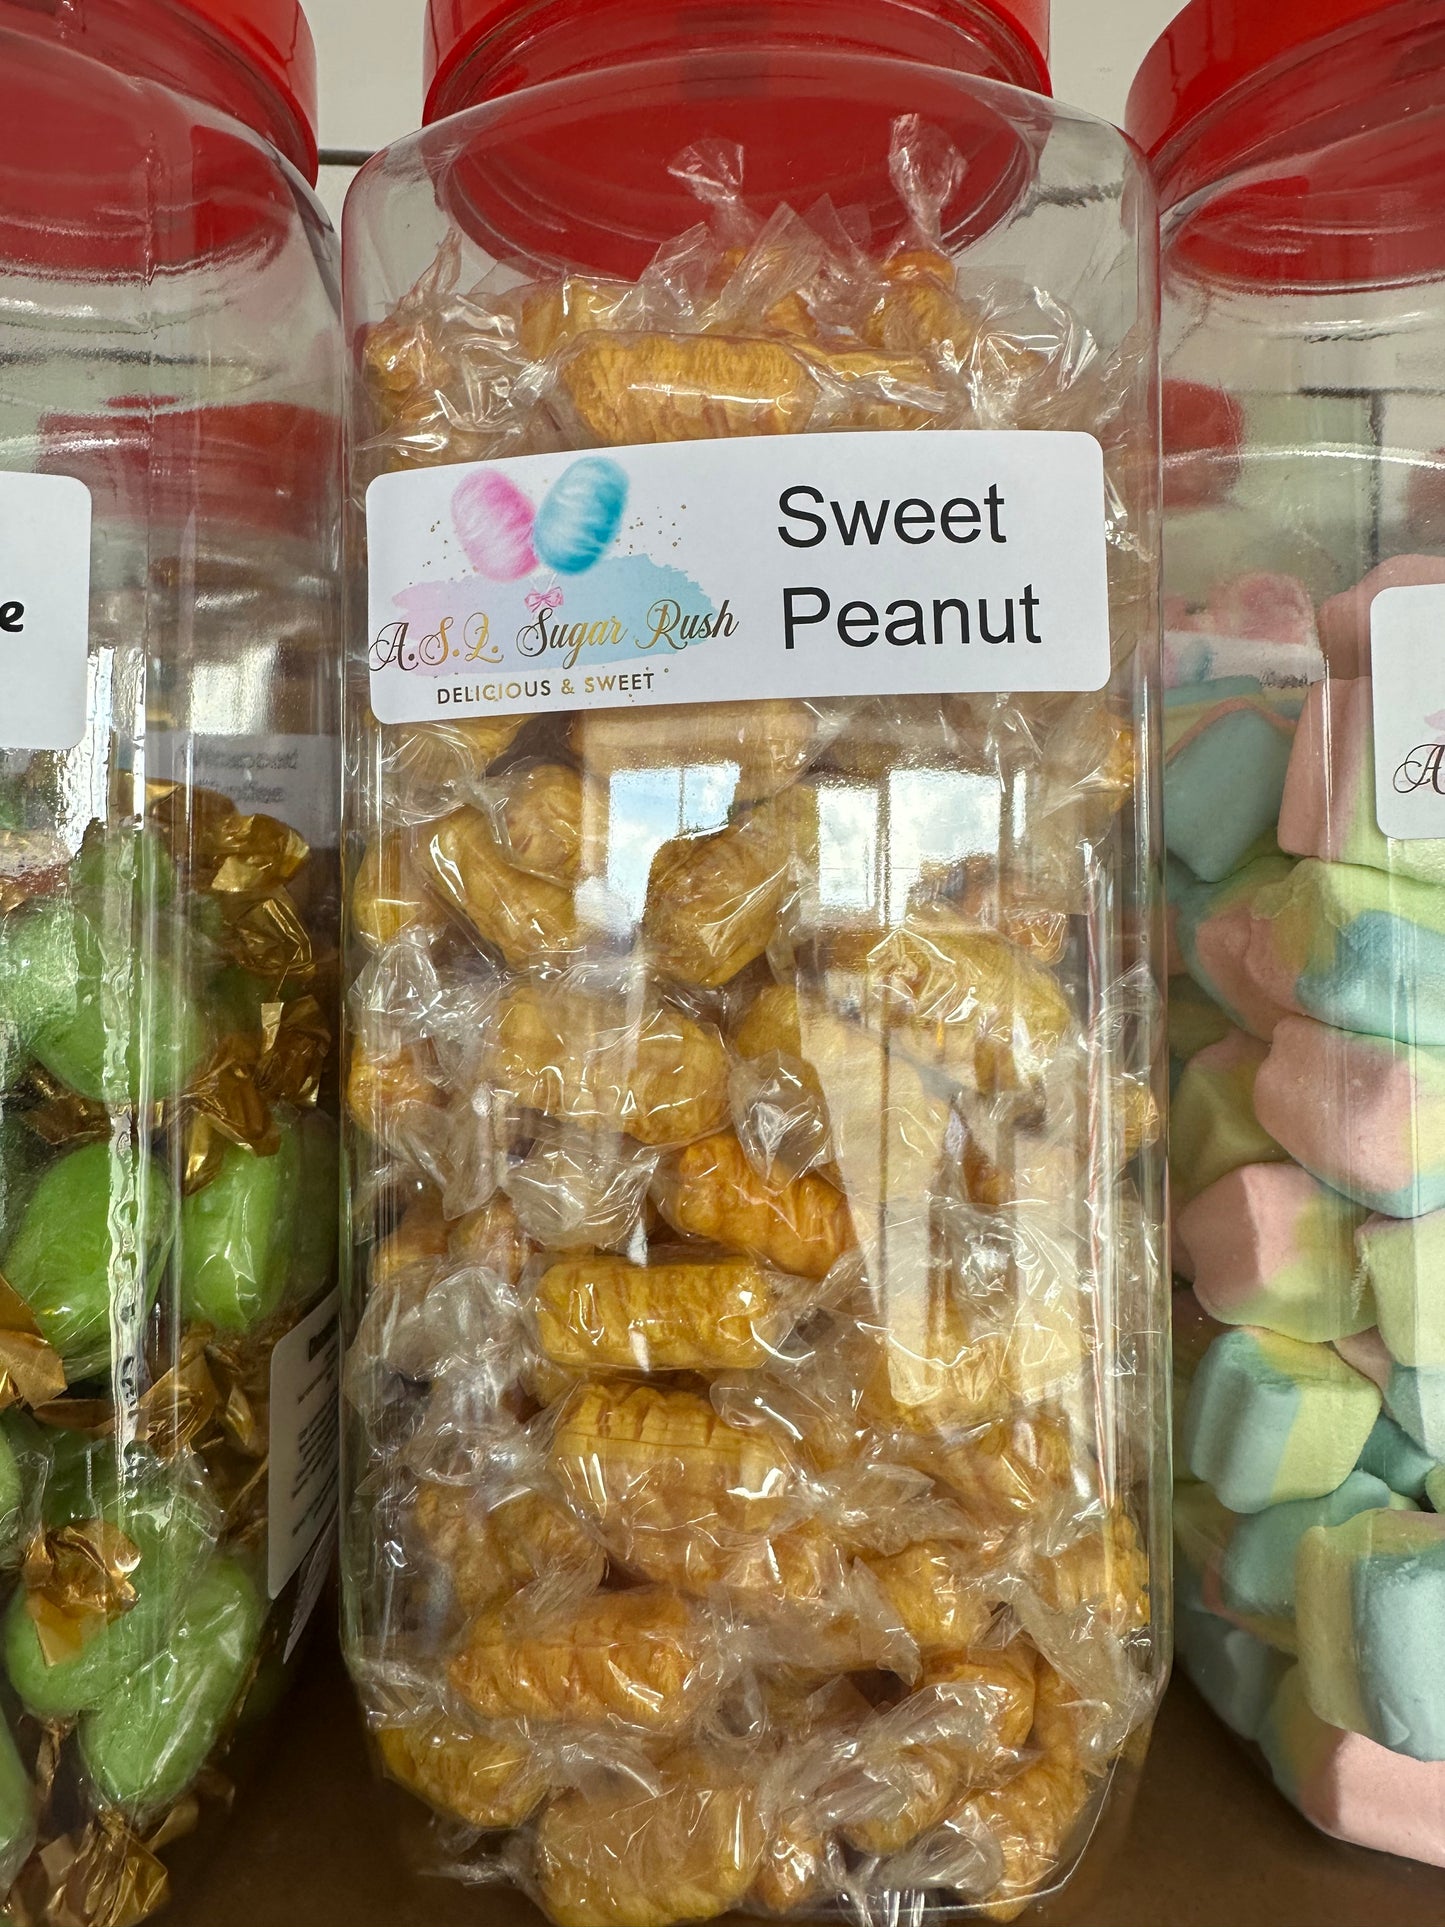 e
A.S.L. Sugar Rush
DELICIOUS & SWEET
Sweet
Peanut
A